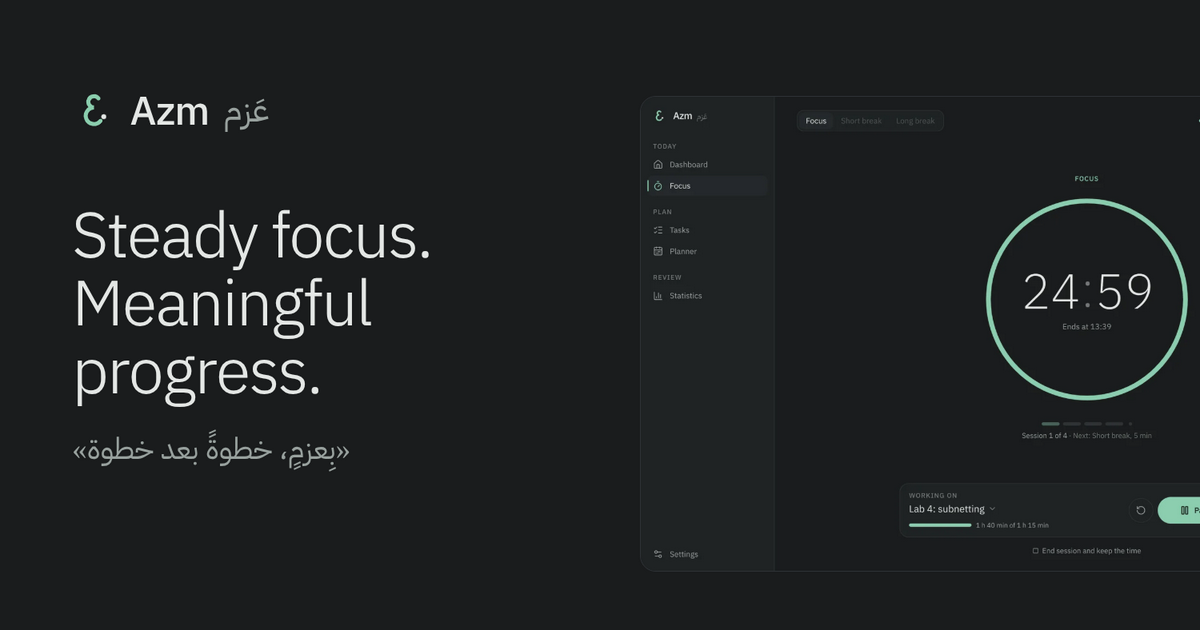 Azm عَزم
Steady focus.
Meaningful
progress.
«بِعزمٍ، خطوةً بعد خطوة»
Azm عَزم
TODAY
Dashboard
Focus
PLAN
Tasks
Planner
REVIEW
Statistics
Settings
Focus Short break Long break
FOCUS
24:59
Ends at 13:39
Session 1 of 4 · Next: Short break, 5 min
WORKING ON
Lab 4: subnetting
1 h 40 min of 1 h 15 min
End session and keep the time